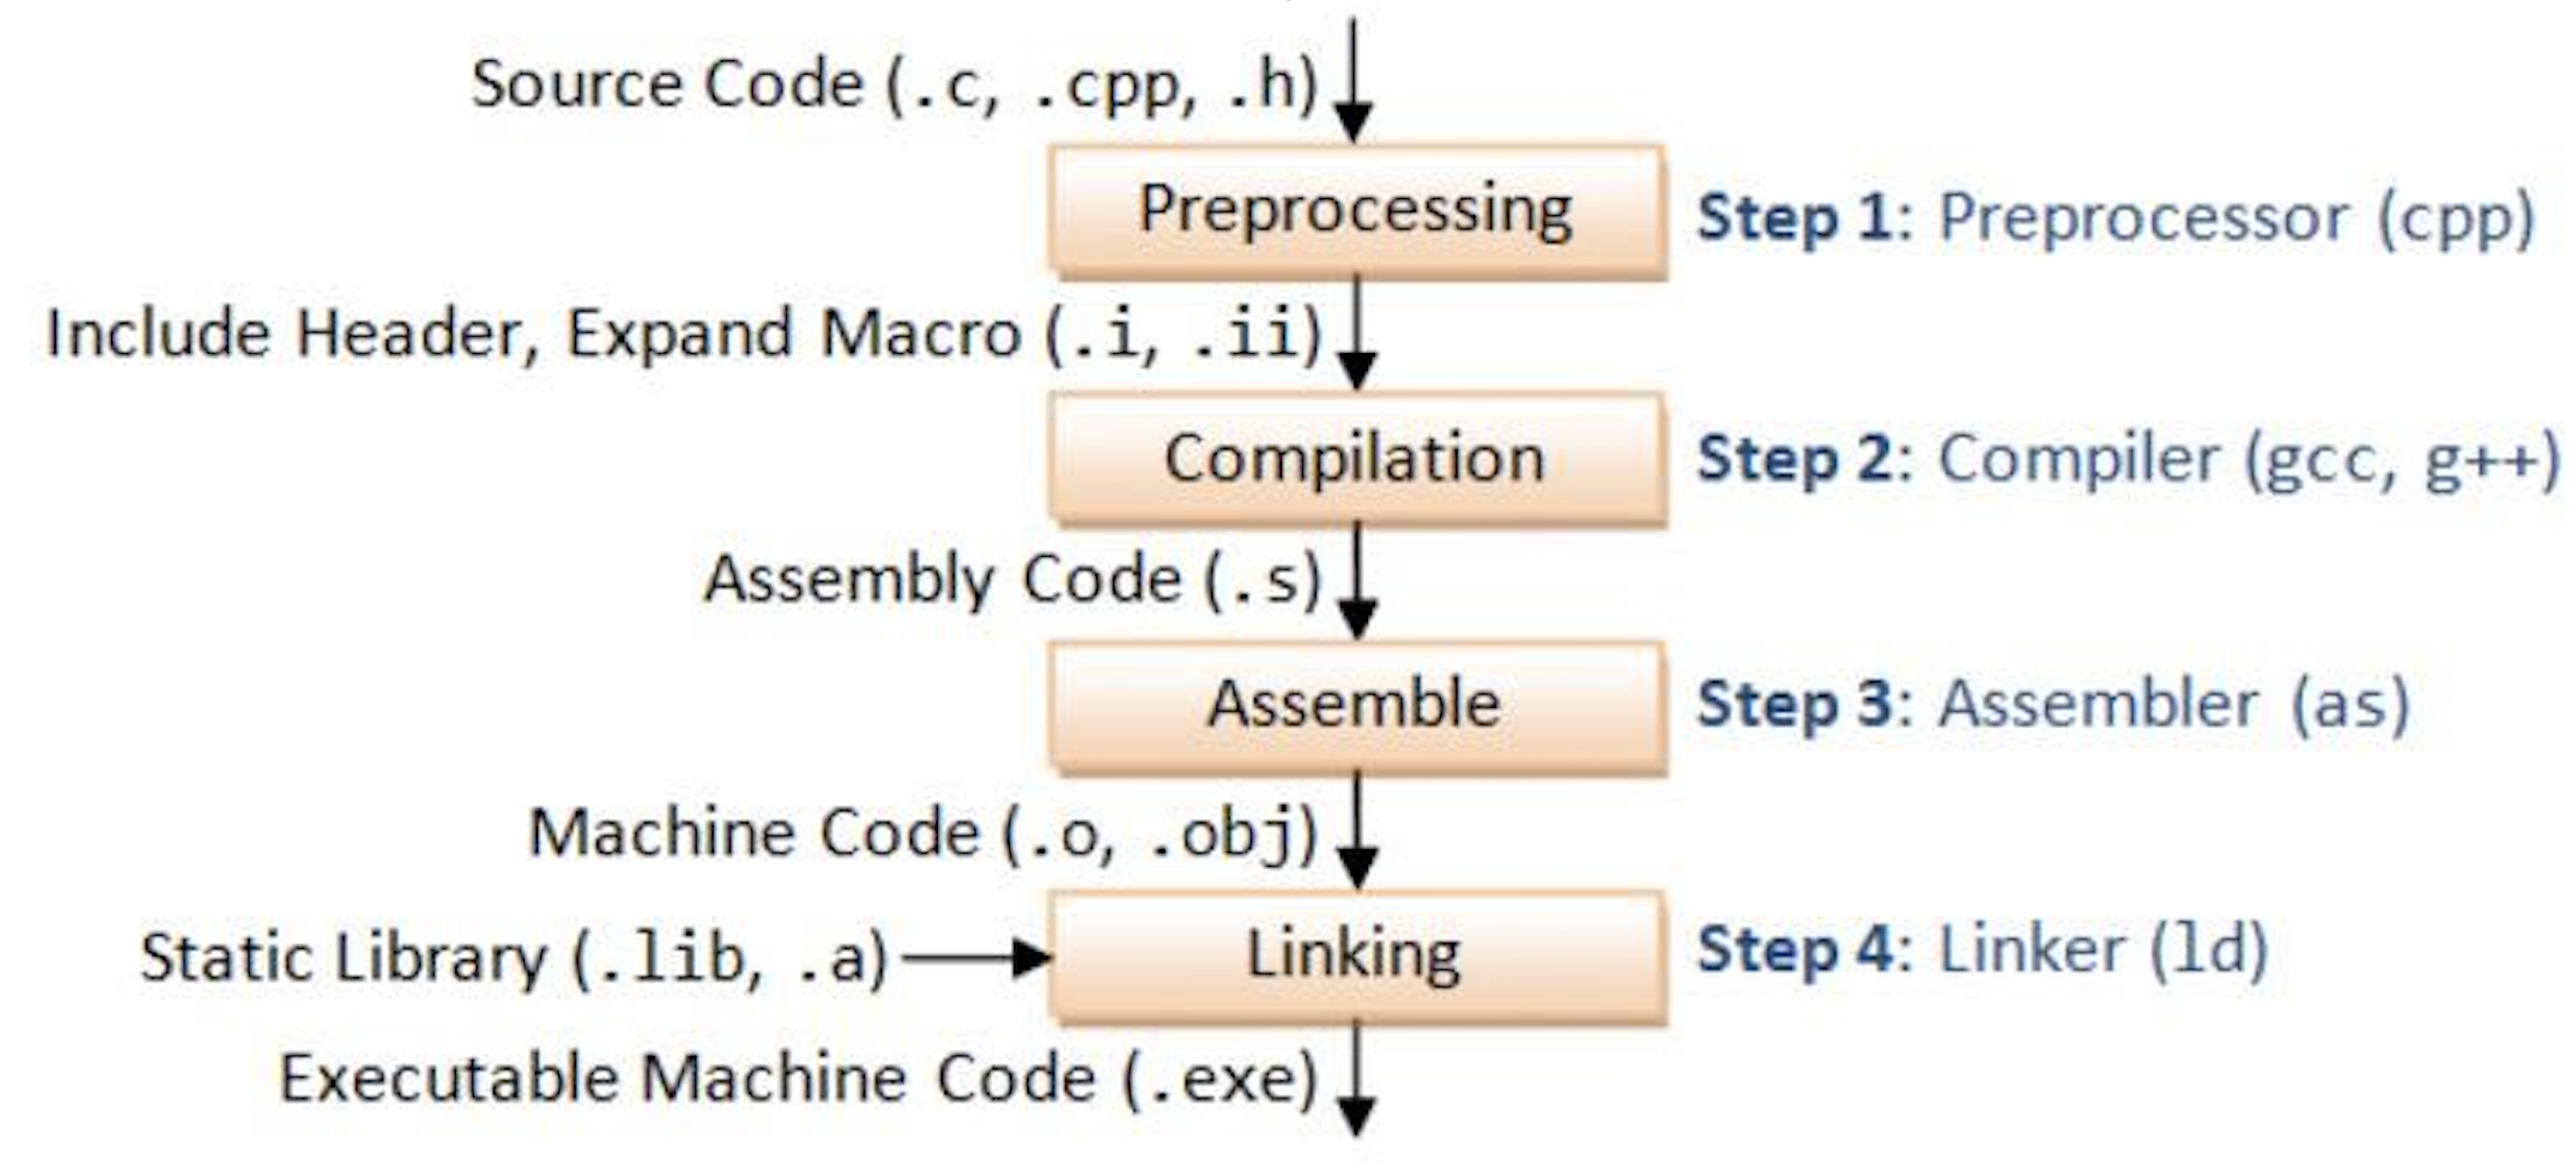 Source Code (.c, .cpp, .h)
Preprocessing
Step 1: Preprocessor (cpp)
Include Header, Expand Macro (.i, .ii)
Compilation
Step 2: Compiler (gcc, g++)
Assembly Code (.s)
Assemble
Step 3: Assembler (as)
Machine Code (.o, .obj)
Static Library (.lib, .a)
Linking
Step 4: Linker (ld)
Executable Machine Code (.exe)